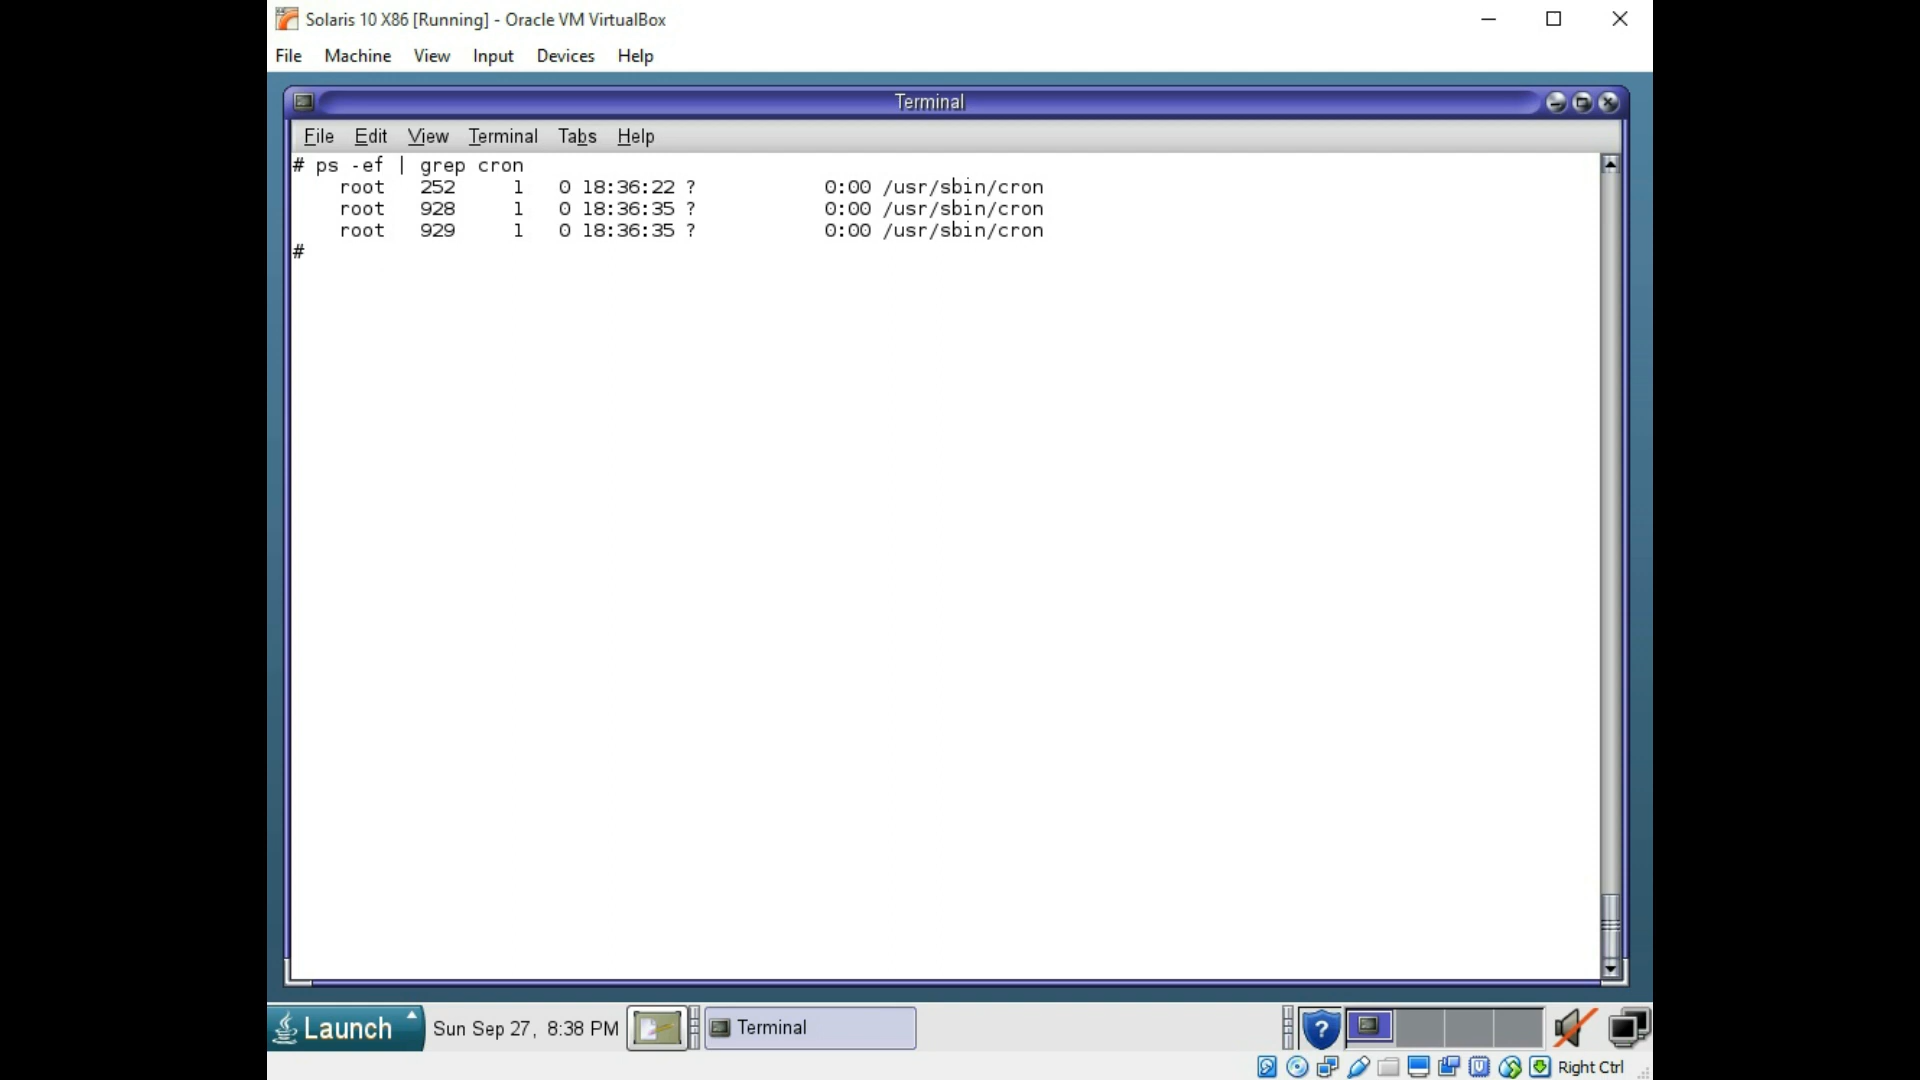 Solaris 10 X86 [Running] - Oracle VM VirtualBox
File Machine View Input Devices Help
Terminal
File Edit View Terminal Tabs Help
# ps -ef | grep cron
root 252 1 0 18:36:22 ? 0:00 /usr/sbin/cron
root 928 1 0 18:36:35 ? 0:00 /usr/sbin/cron
root 929 1 0 18:36:35 ? 0:00 /usr/sbin/cron
#
Launch Sun Sep 27, 8:38 PM Terminal ?
Right Ctrl